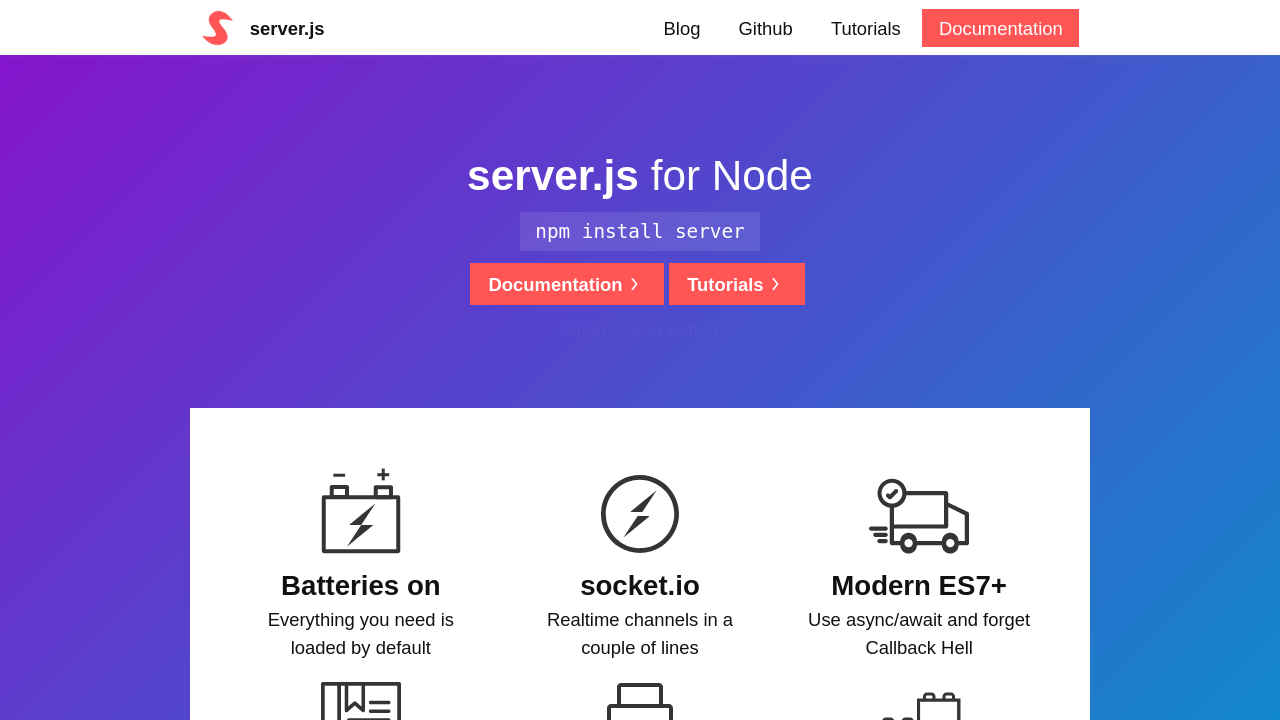 server.js
Blog
Github
Tutorials
Documentation
server.js for Node
npm install server
Documentation
Tutorials
Batteries on
Everything you need is
loaded by default
socket.io
Realtime channels in a
couple of lines
Modern ES7+
Use async/await and forget
Callback Hell